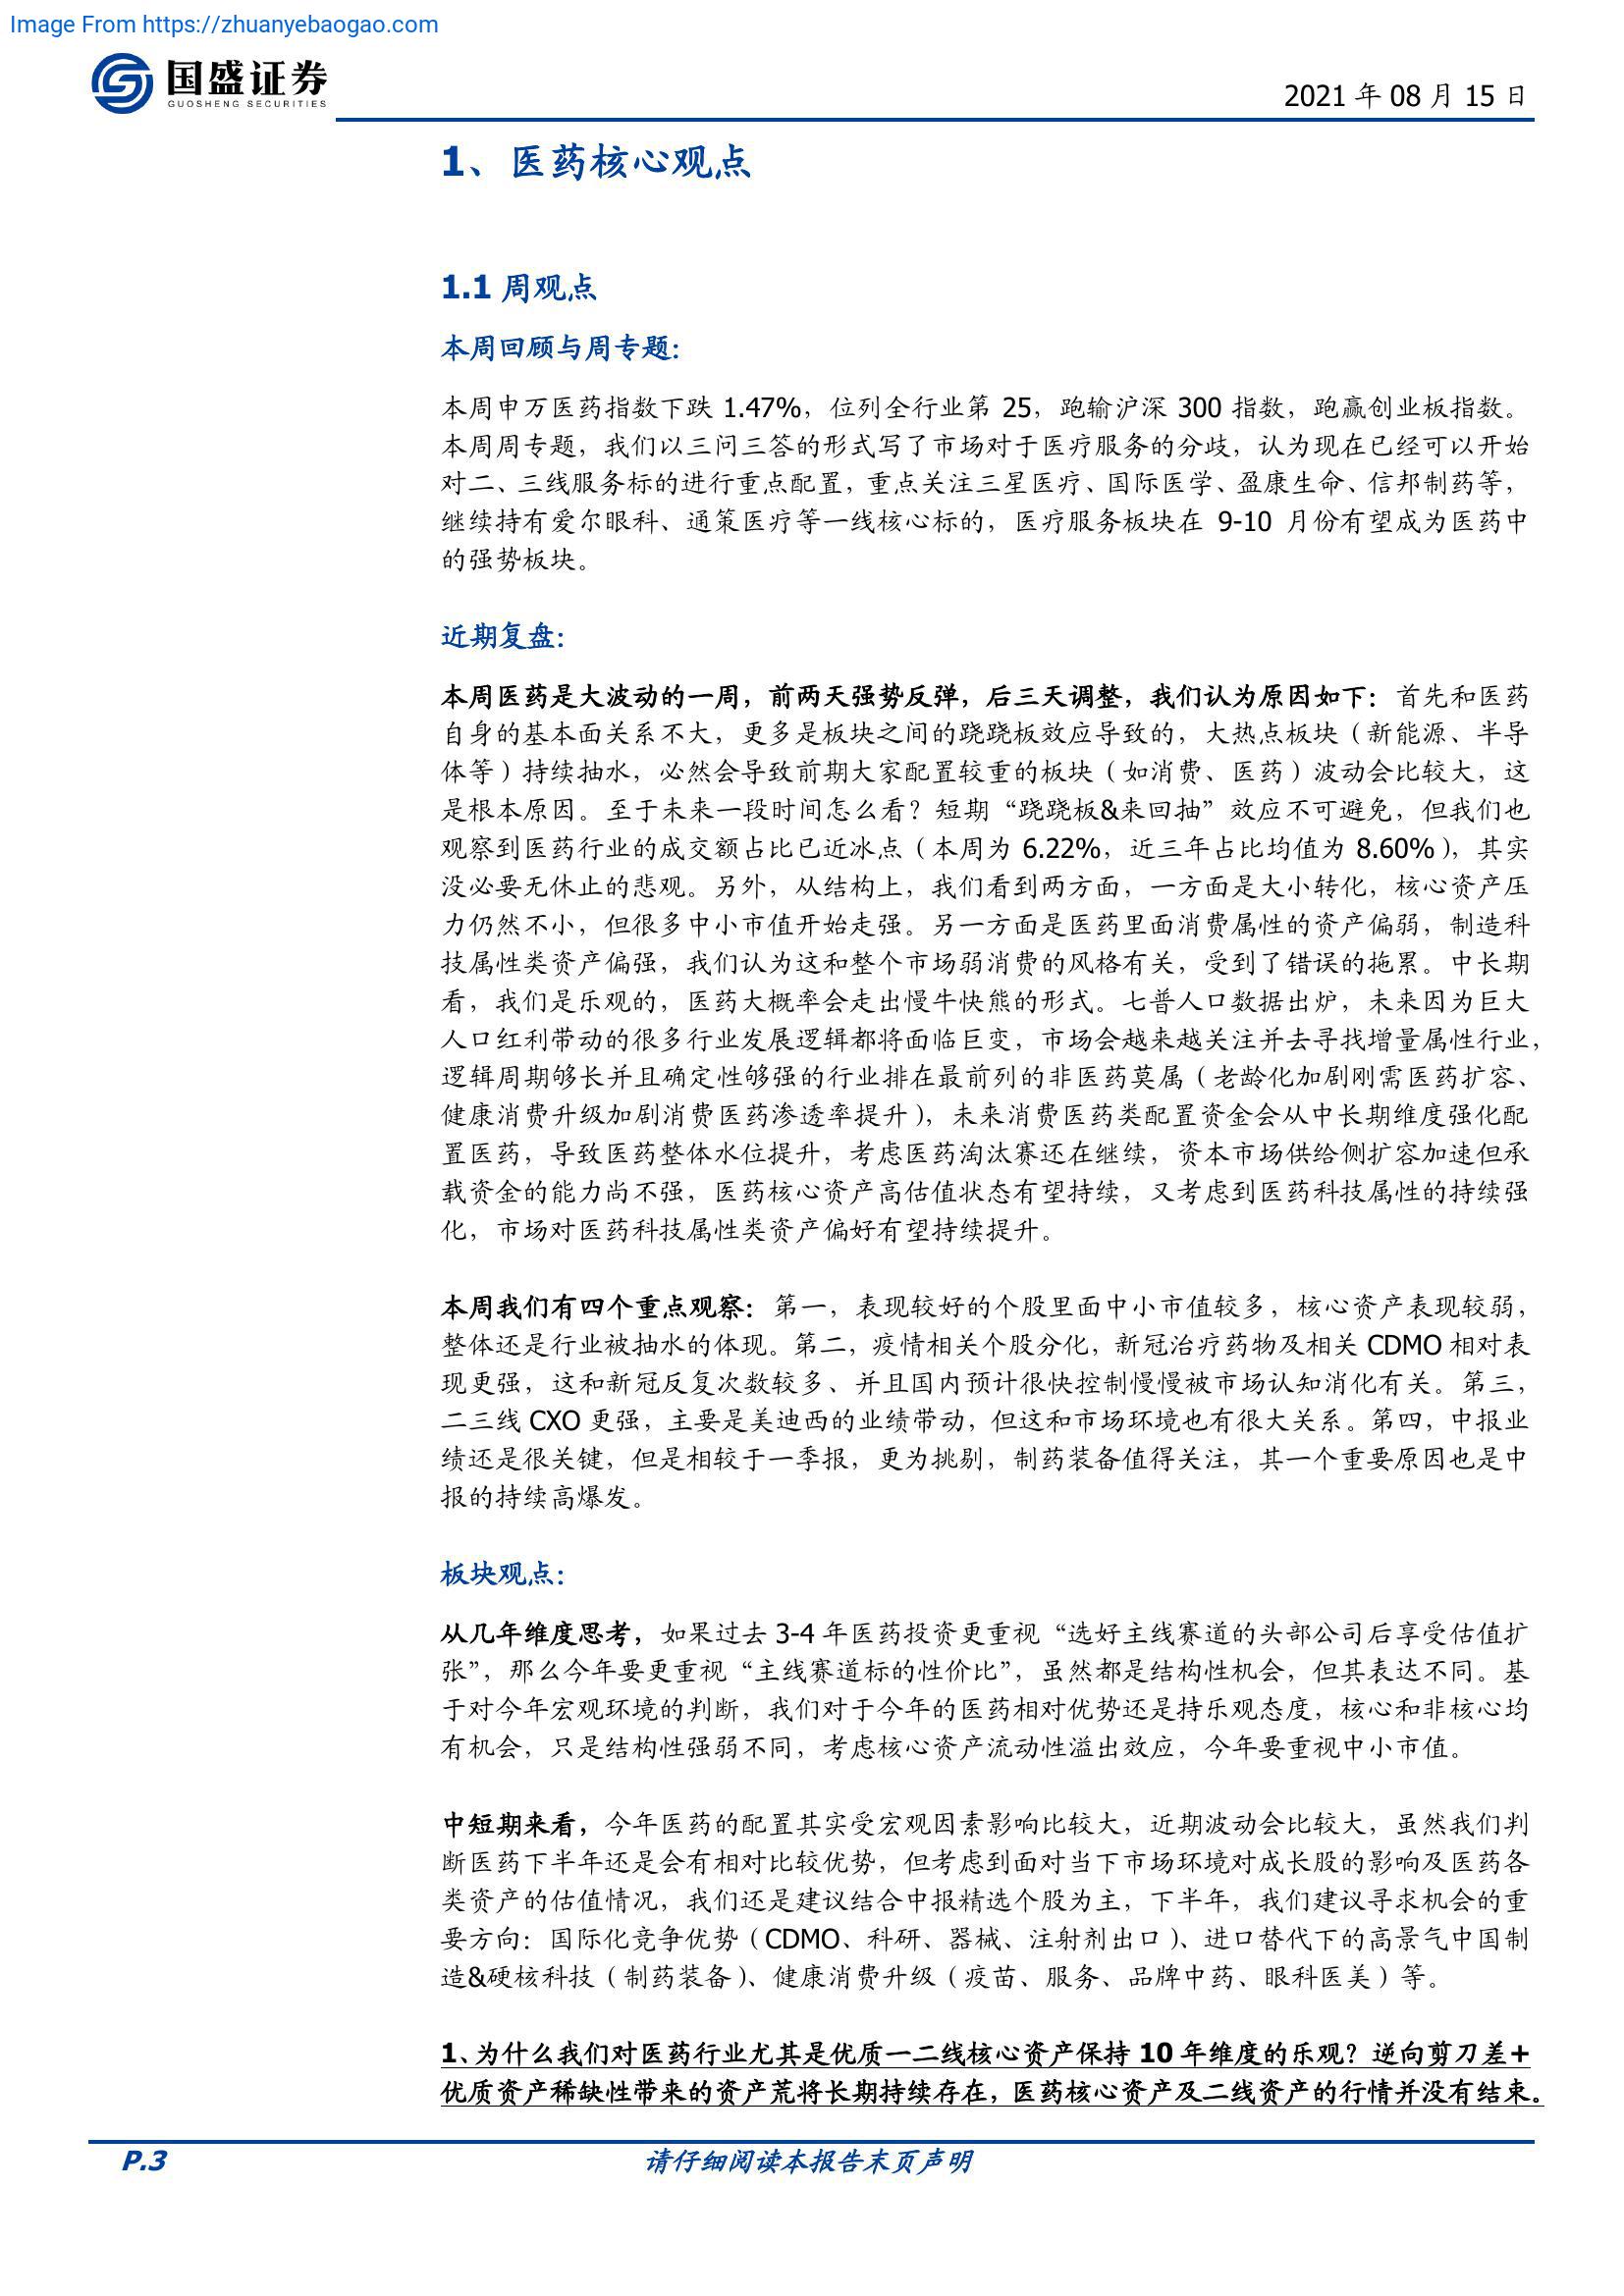 Image From https://zhuanyebaogao.com
国盛证券
GUOSHENG SECURITIES
2021 年 08 月 15 日
1、医药核心观点
1.1 周观点
本周回顾与周专题：
本周申万医药指数下跌 1.47%，位列全行业第 25，跑输沪深 300 指数，跑赢创业板指数。
本周周专题，我们以三问三答的形式写了市场对于医疗服务的分歧，认为现在已经可以开始
对二、三线服务标的进行重点配置，重点关注三星医疗、国际医学、盈康生命、信邦制药等，
继续持有爱尔眼科、通策医疗等一线核心标的，医疗服务板块在 9-10 月份有望成为医药中
的强势板块。
近期复盘：
本周医药是大波动的一周，前两天强势反弹，后三天调整，我们认为原因如下：首先和医药
自身的基本面关系不大，更多是板块之间的跷跷板效应导致的，大热点板块（新能源、半导
体等）持续抽水，必然会导致前期大家配置较重的板块（如消费、医药）波动会比较大，这
是根本原因。至于未来一段时间怎么看？短期“跷跷板&来回抽”效应不可避免，但我们也
观察到医药行业的成交额占比已近冰点（本周为 6.22%，近三年占比均值为 8.60%），其实
没必要无休止的悲观。另外，从结构上，我们看到两方面，一方面是大小转化，核心资产压
力仍然不小，但很多中小市值开始走强。另一方面是医药里面消费属性的资产偏弱，制造科
技属性类资产偏强，我们认为这和整个市场弱消费的风格有关，受到了错误的拖累。中长期
看，我们是乐观的，医药大概率会走出慢牛快熊的形式。七普人口数据出炉，未来因为巨大
人口红利带动的很多行业发展逻辑都将面临巨变，市场会越来越关注并去寻找增量属性行业，
逻辑周期够长并且确定性够强的行业排在最前列的非医药莫属（老龄化加剧刚需医药扩容、
健康消费升级加剧消费医药渗透率提升），未来消费医药类配置资金会从中长期维度强化配
置医药，导致医药整体水位提升，考虑医药淘汰赛还在继续，资本市场供给侧扩容加速但承
载资金的能力尚不强，医药核心资产高估值状态有望持续，又考虑到医药科技属性的持续强
化，市场对医药科技属性类资产偏好有望持续提升。
本周我们有四个重点观察：第一，表现较好的个股里面中小市值较多，核心资产表现较弱，
整体还是行业被抽水的体现。第二，疫情相关个股分化，新冠治疗药物及相关 CDMO 相对表
现更强，这和新冠反复次数较多、并且国内预计很快控制慢慢被市场认知消化有关。第三，
二三线 CXO 更强，主要是美迪西的业绩带动，但这和市场环境也有很大关系。第四，中报业
绩还是很关键，但是相较于一季报，更为挑剔，制药装备值得关注，其一个重要原因也是中
报的持续高爆发。
板块观点：
从几年维度思考，如果过去 3-4 年医药投资更重视“选好主线赛道的头部公司后享受估值扩
张”，那么今年要更重视“主线赛道标的性价比”，虽然都是结构性机会，但其表达不同。基
于对今年宏观环境的判断，我们对于今年的医药相对优势还是持乐观态度，核心和非核心均
有机会，只是结构性强弱不同，考虑核心资产流动性溢出效应，今年要重视中小市值。
中短期来看，今年医药的配置其实受宏观因素影响比较大，近期波动会比较大，虽然我们判
断医药下半年还是会有相对比较优势，但考虑到面对当下市场环境对成长股的影响及医药各
类资产的估值情况，我们还是建议结合中报精选个股为主，下半年，我们建议寻求机会的重
要方向：国际化竞争优势（CDMO、科研、器械、注射剂出口）、进口替代下的高景气中国制
造&硬核科技（制药装备）、健康消费升级（疫苗、服务、品牌中药、眼科医美）等。
1、为什么我们对医药行业尤其是优质一二线核心资产保持 10 年维度的乐观？逆向剪刀差+
优质资产稀缺性带来的资产荒将长期持续存在，医药核心资产及二线资产的行情并没有结束。
P.3
请仔细阅读本报告末页声明